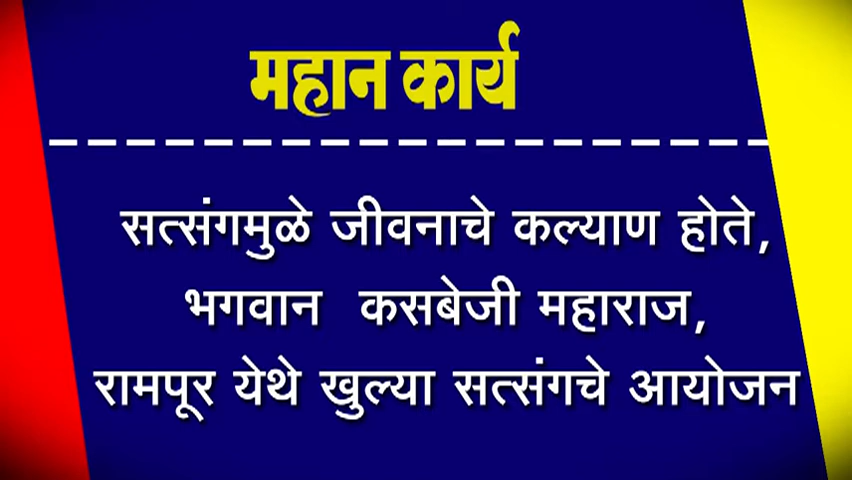 महान कार्य
सत्संगमुळे जीवनाचे कल्याण होते,
भगवान कसबेजी महाराज,
रामपूर येथे खुल्या सत्संगचे आयोजन